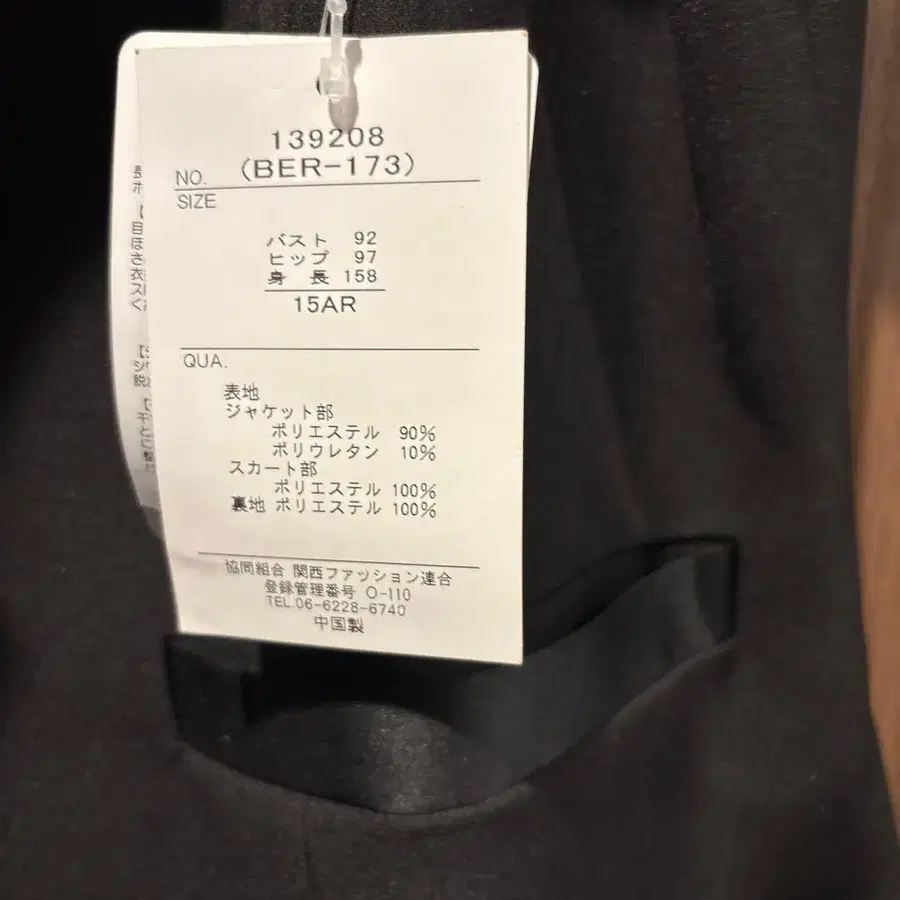 139208
NO. (BER-173)
SIZE
バスト 92
ヒップ 97
身 長 158
15AR
QUA.
表地
ジャケット部
ポリエステル 90%
ポリウレタン 10%
スカート部
ポリエステル 100%
裏地 ポリエステル 100%
協同組合 関西ファッション連合
登録管理番号 O-110
TEL.06-6228-6740
中国製